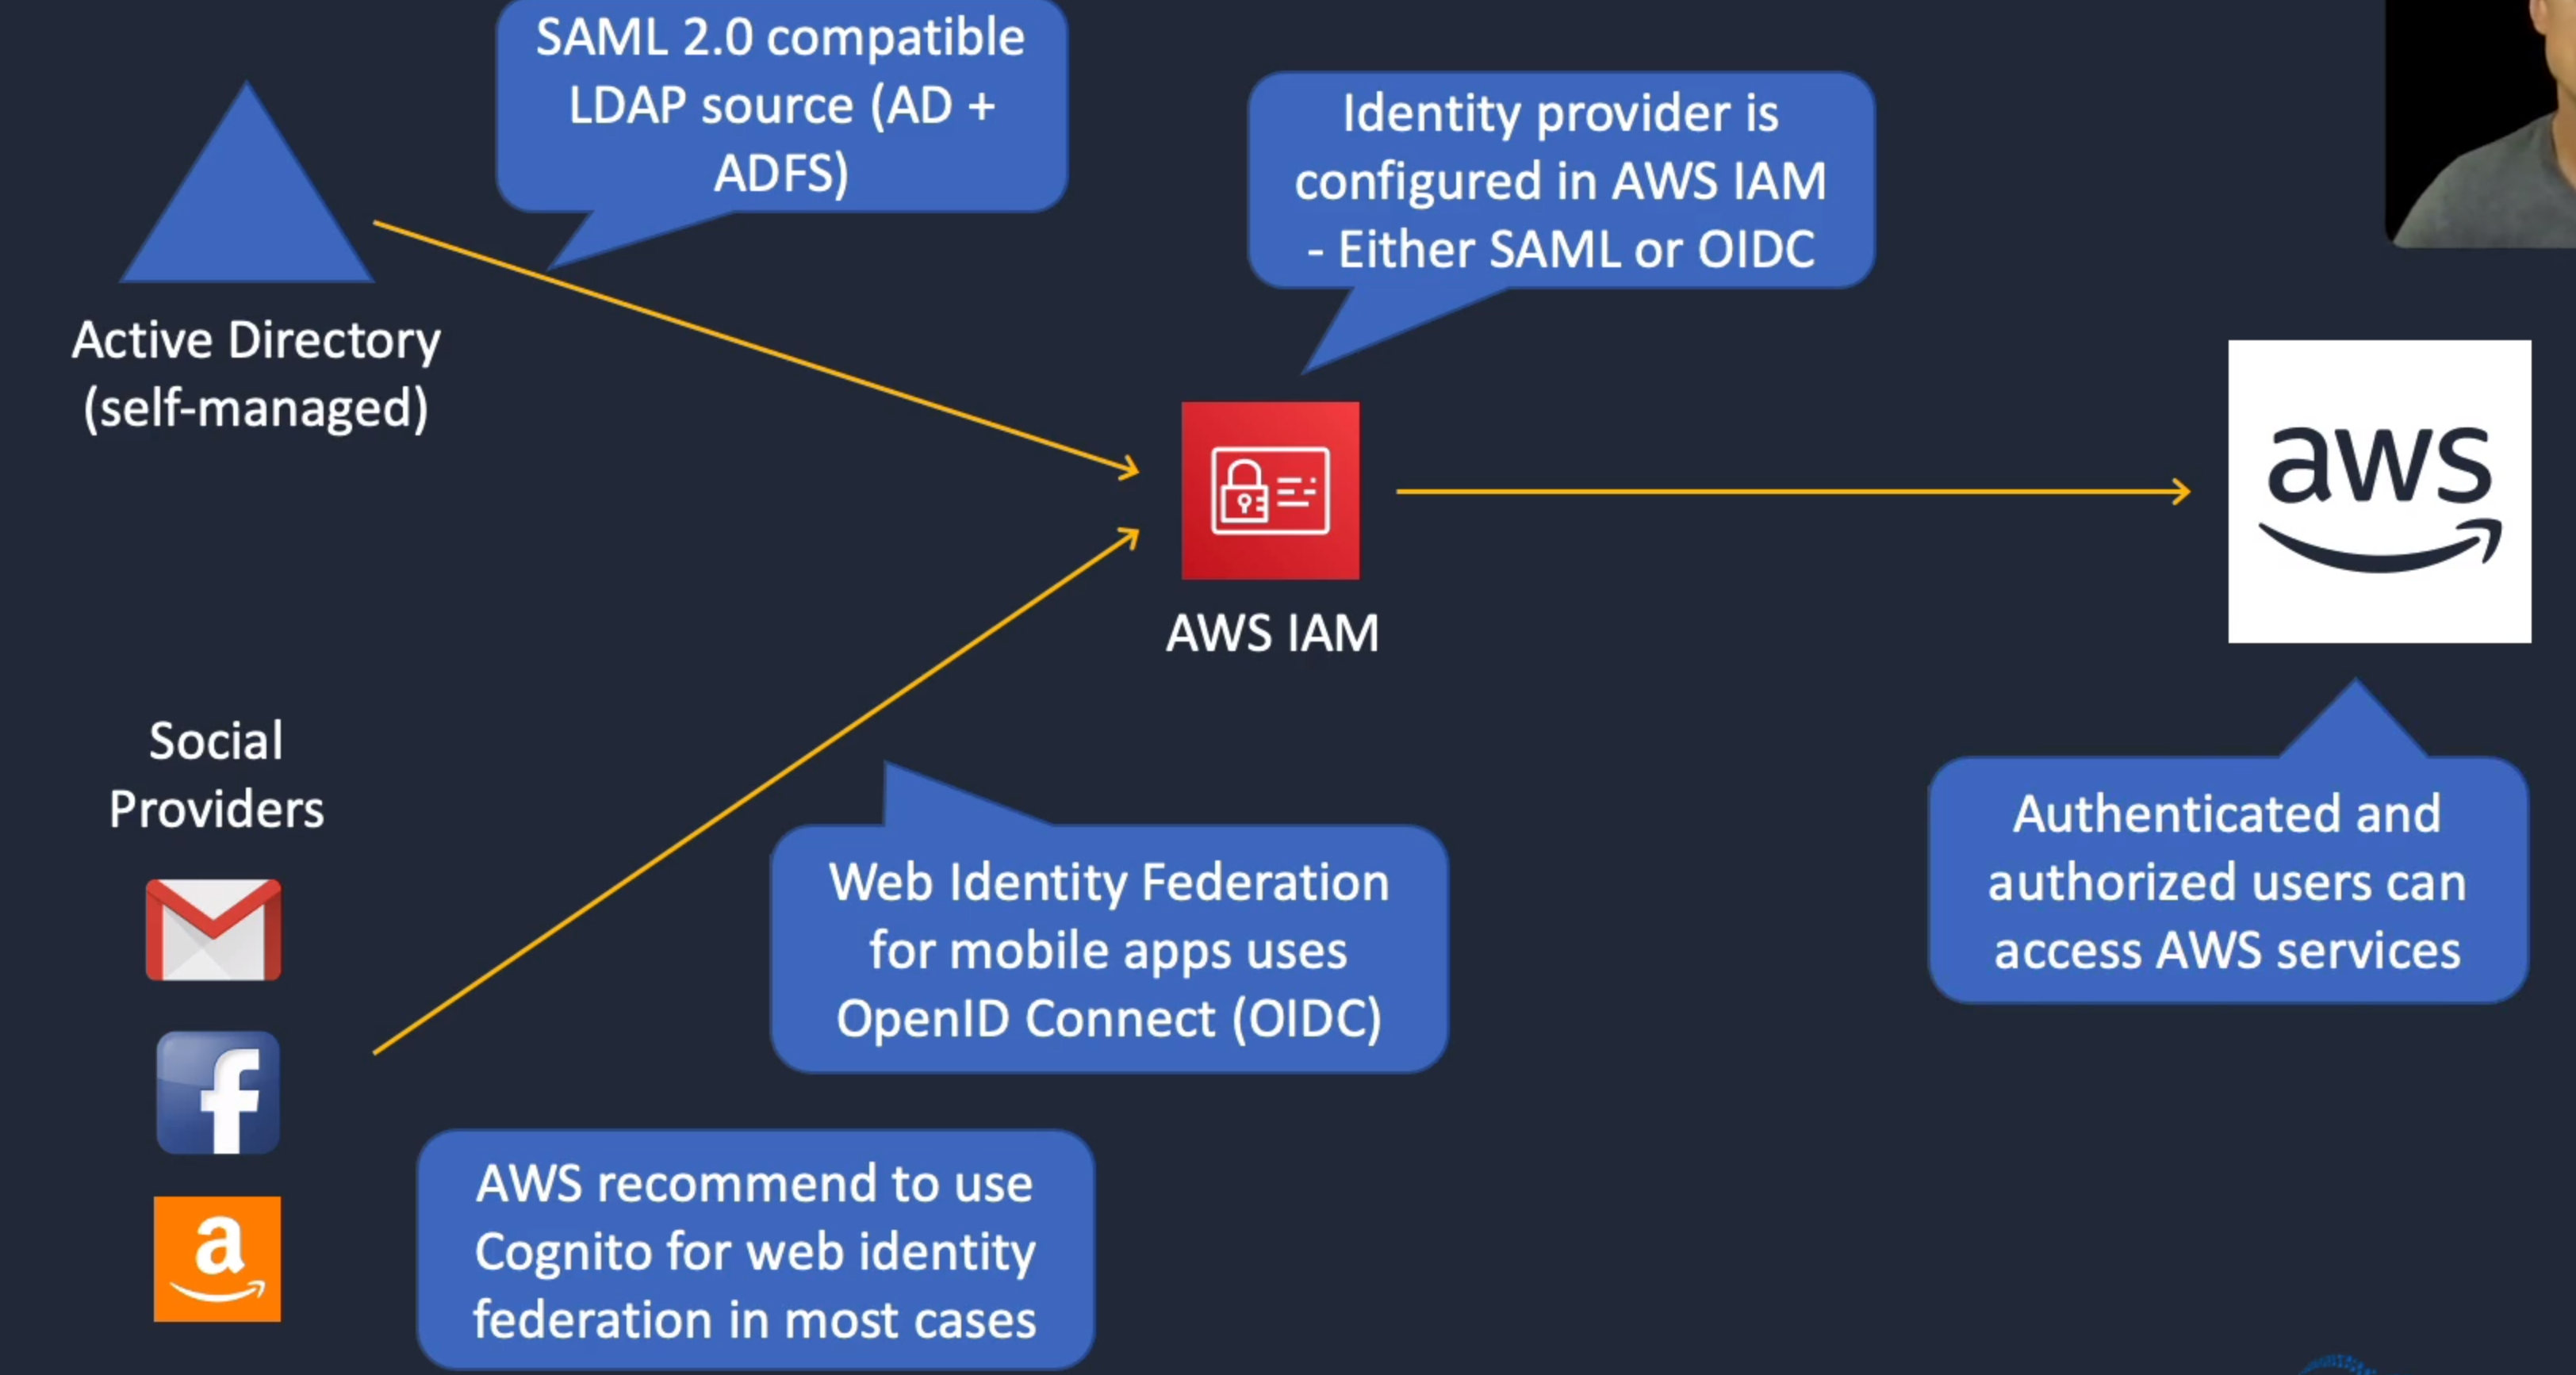 SAML 2.0 compatible
LDAP source (AD +
ADFS)
Identity provider is
configured in AWS IAM
- Either SAML or OIDC
Active Directory
(self-managed)
aws
AWS IAM
Social
Providers
Web Identity Federation
for mobile apps uses
OpenID Connect (OIDC)
Authenticated and
authorized users can
access AWS services
f
a
AWS recommend to use
Cognito for web identity
federation in most cases